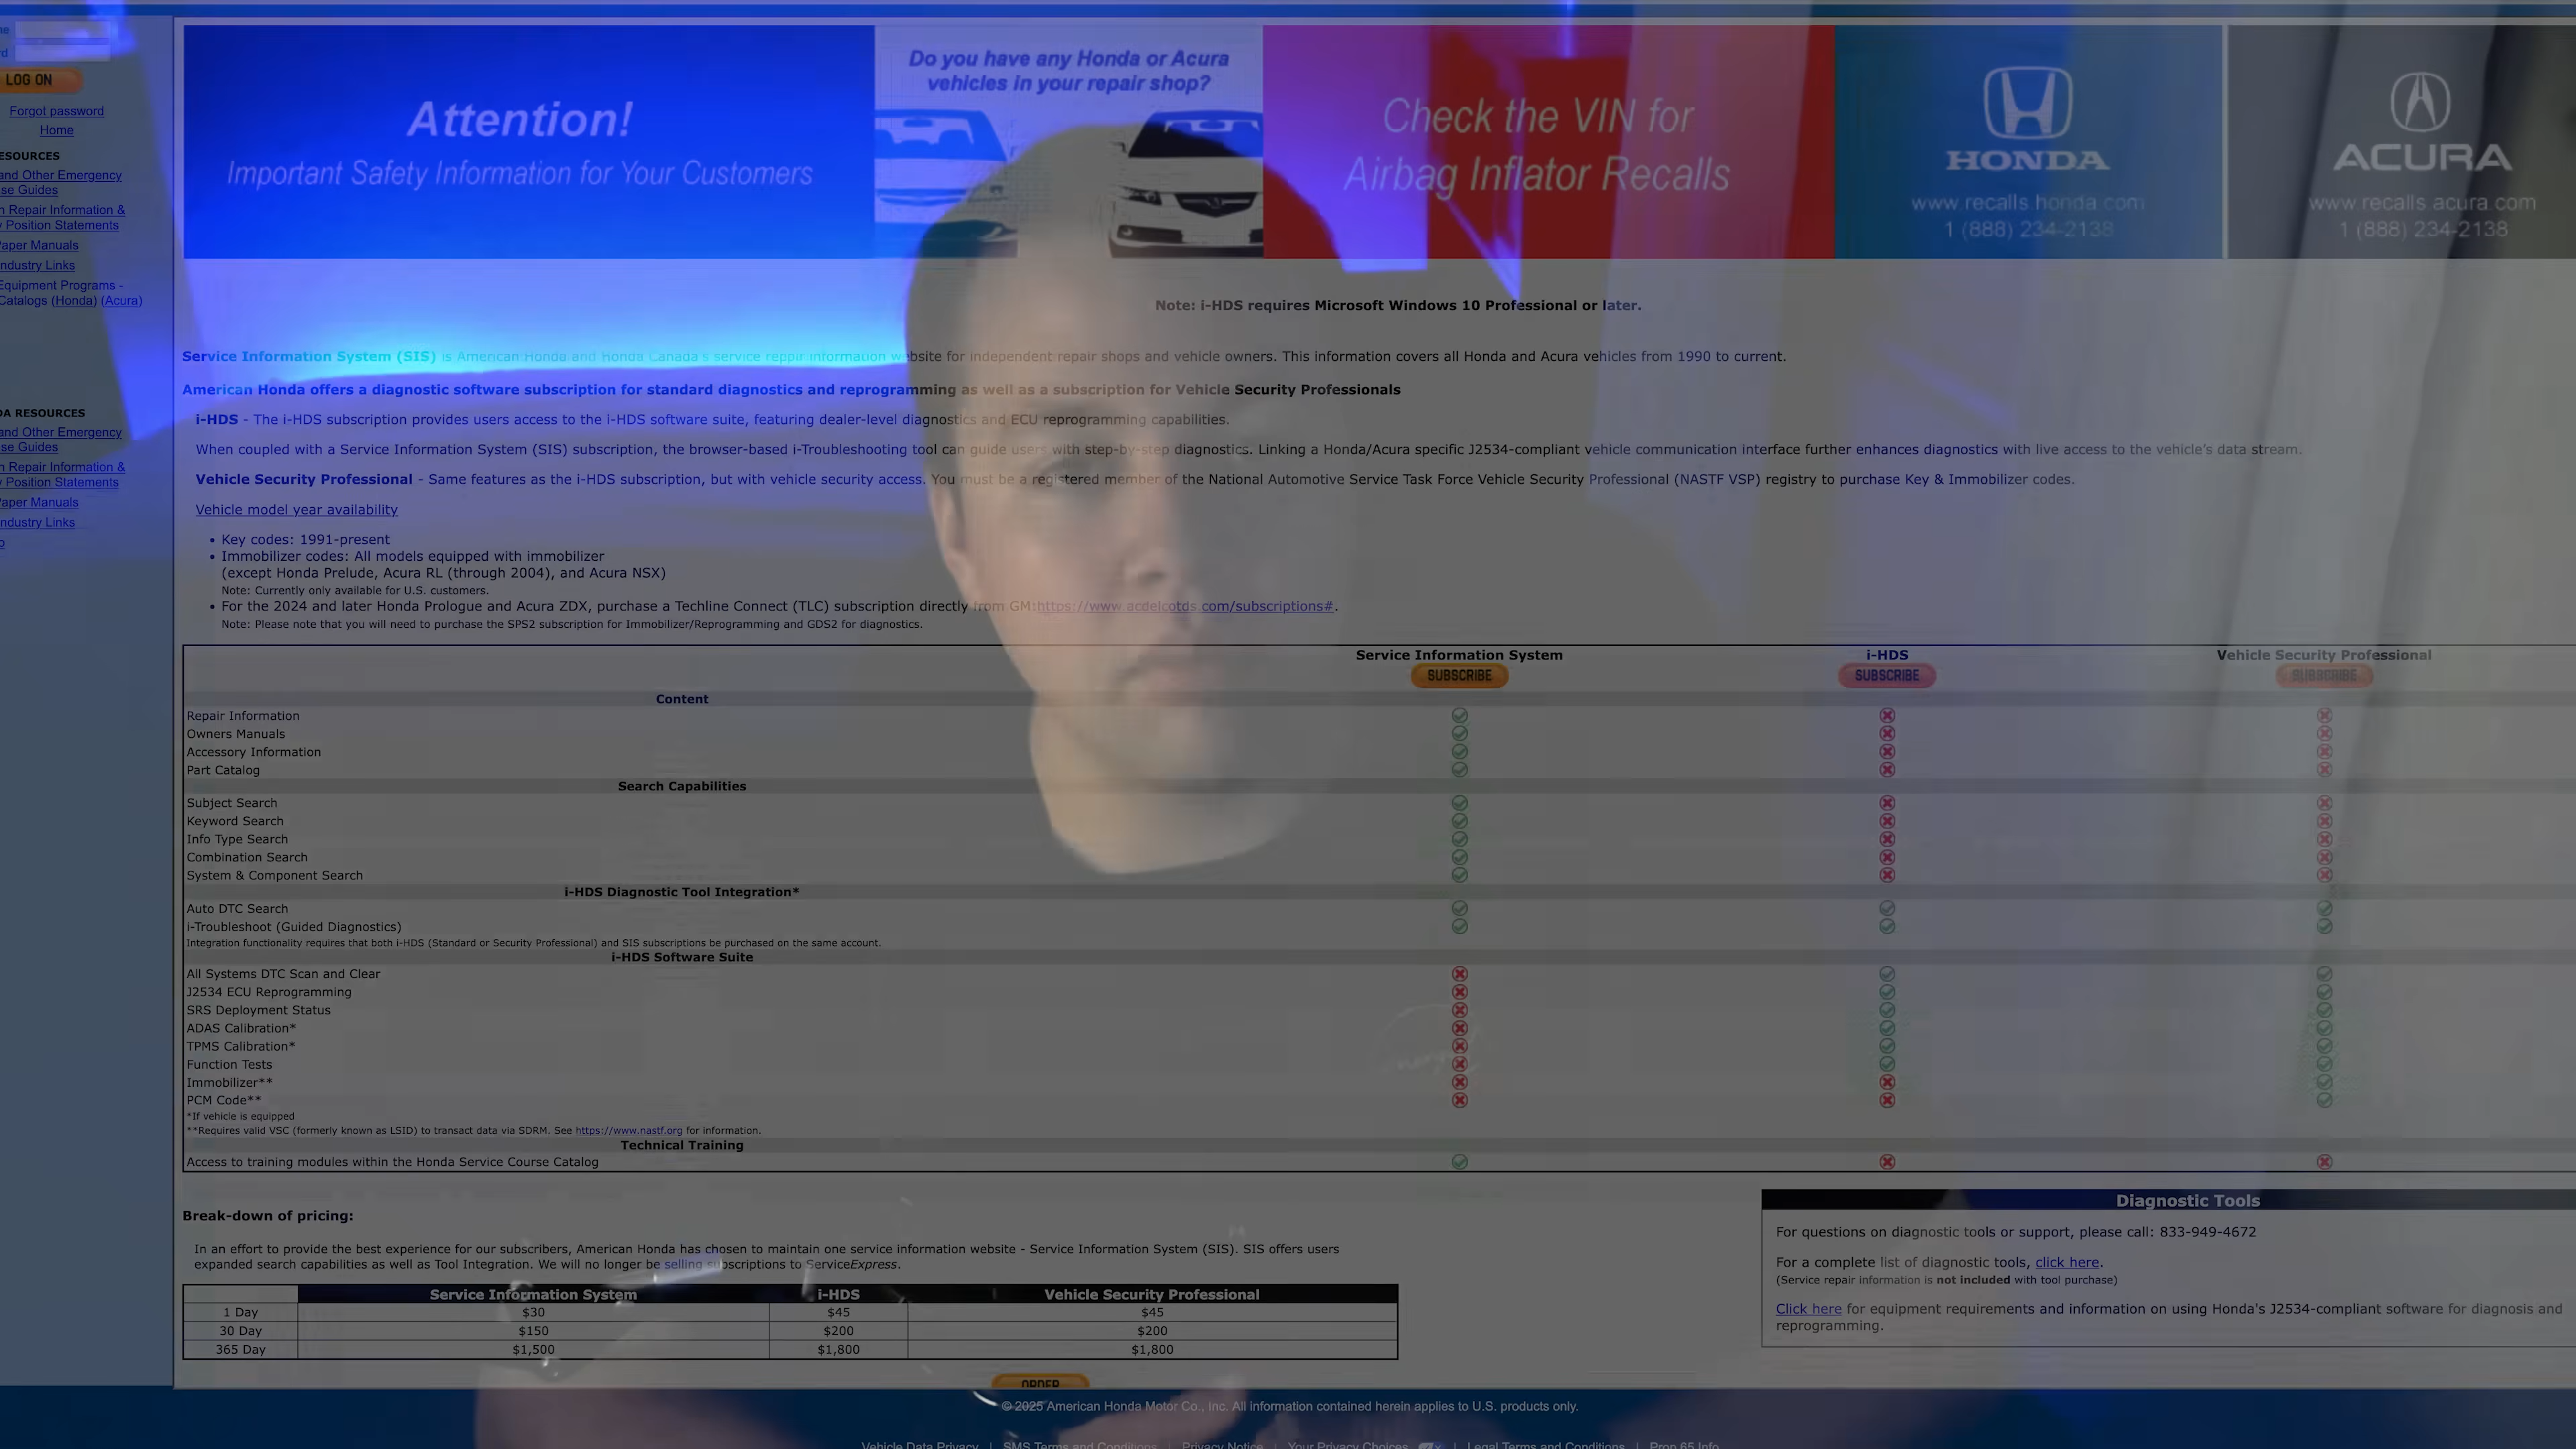 LOG ON
Forgot password
Home
ESOURCES
and Other Emergency
se Guides
n Repair Information &
y Position Statements
Paper Manuals
ndustry Links
Equipment Programs -
Catalogs (Honda) (Acura)
DA RESOURCES
and Other Emergency
se Guides
n Repair Information &
y Position Statements
Paper Manuals
ndustry Links
Attention!
Important Safety Information for Your Customers
Do you have any Honda or Acura
vehicles in your repair shop?
Check the VIN for
Airbag Inflator Recalls
HONDA
www.recalls.honda.com
1 (888) 234-2138
ACURA
www.recalls.acura.com
1 (888) 234-2138
Note: i-HDS requires Microsoft Windows 10 Professional or later.
Service Information System (SIS) is American Honda and Honda Canada's service repair information website for independent repair shops and vehicle owners. This information covers all Honda and Acura vehicles from 1990 to current.
American Honda offers a diagnostic software subscription for standard diagnostics and reprogramming as well as a subscription for Vehicle Security Professionals
i-HDS - The i-HDS subscription provides users access to the i-HDS software suite, featuring dealer-level diagnostics and ECU reprogramming capabilities.
When coupled with a Service Information System (SIS) subscription, the browser-based i-Troubleshooting tool can guide users with step-by-step diagnostics. Linking a Honda/Acura specific J2534-compliant vehicle communication interface further enhances diagnostics with live access to the vehicle's data stream.
Vehicle Security Professional - Same features as the i-HDS subscription, but with vehicle security access. You must be a registered member of the National Automotive Service Task Force Vehicle Security Professional (NASTF VSP) registry to purchase Key & Immobilizer codes.
Vehicle model year availability
• Key codes: 1991-present
• Immobilizer codes: All models equipped with immobilizer
(except Honda Prelude, Acura RL (through 2004), and Acura NSX)
Note: Currently only available for U.S. customers.
• For the 2024 and later Honda Prologue and Acura ZDX, purchase a Techline Connect (TLC) subscription directly from GM:https://www.acdelcotds.com/subscriptions#.
Note: Please note that you will need to purchase the SPS2 subscription for Immobilizer/Reprogramming and GDS2 for diagnostics.
Service Information System i-HDS Vehicle Security Professional
SUBSCRIBE SUBSCRIBE SUBSCRIBE
Content
Repair Information
Owners Manuals
Accessory Information
Part Catalog
Search Capabilities
Subject Search
Keyword Search
Info Type Search
Combination Search
System & Component Search
i-HDS Diagnostic Tool Integration*
Auto DTC Search
i-Troubleshoot (Guided Diagnostics)
Integration functionality requires that both i-HDS (Standard or Security Professional) and SIS subscriptions be purchased on the same account.
i-HDS Software Suite
All Systems DTC Scan and Clear
J2534 ECU Reprogramming
SRS Deployment Status
ADAS Calibration*
TPMS Calibration*
Function Tests
Immobilizer**
PCM Code**
*If vehicle is equipped
**Requires valid VSC (formerly known as LSID) to transact data via SDRM. See https://www.nastf.org for information.
Technical Training
Access to training modules within the Honda Service Course Catalog
Break-down of pricing:
In an effort to provide the best experience for our subscribers, American Honda has chosen to maintain one service information website - Service Information System (SIS). SIS offers users
expanded search capabilities as well as Tool Integration. We will no longer be selling subscriptions to ServiceExpress.
Service Information System i-HDS Vehicle Security Professional
1 Day $30 $45 $45
30 Day $150 $200 $200
365 Day $1,500 $1,800 $1,800
ORDER
Diagnostic Tools
For questions on diagnostic tools or support, please call: 833-949-4672
For a complete list of diagnostic tools, click here.
(Service repair information is not included with tool purchase)
Click here for equipment requirements and information on using Honda's J2534-compliant software for diagnosis and
reprogramming.
© 2025 American Honda Motor Co., Inc. All information contained herein applies to U.S. products only.
Vehicle Data Privacy | SMS Terms and Conditions | Privacy Notice | Your Privacy Choices | Legal Terms and Conditions | Prop 65 Info